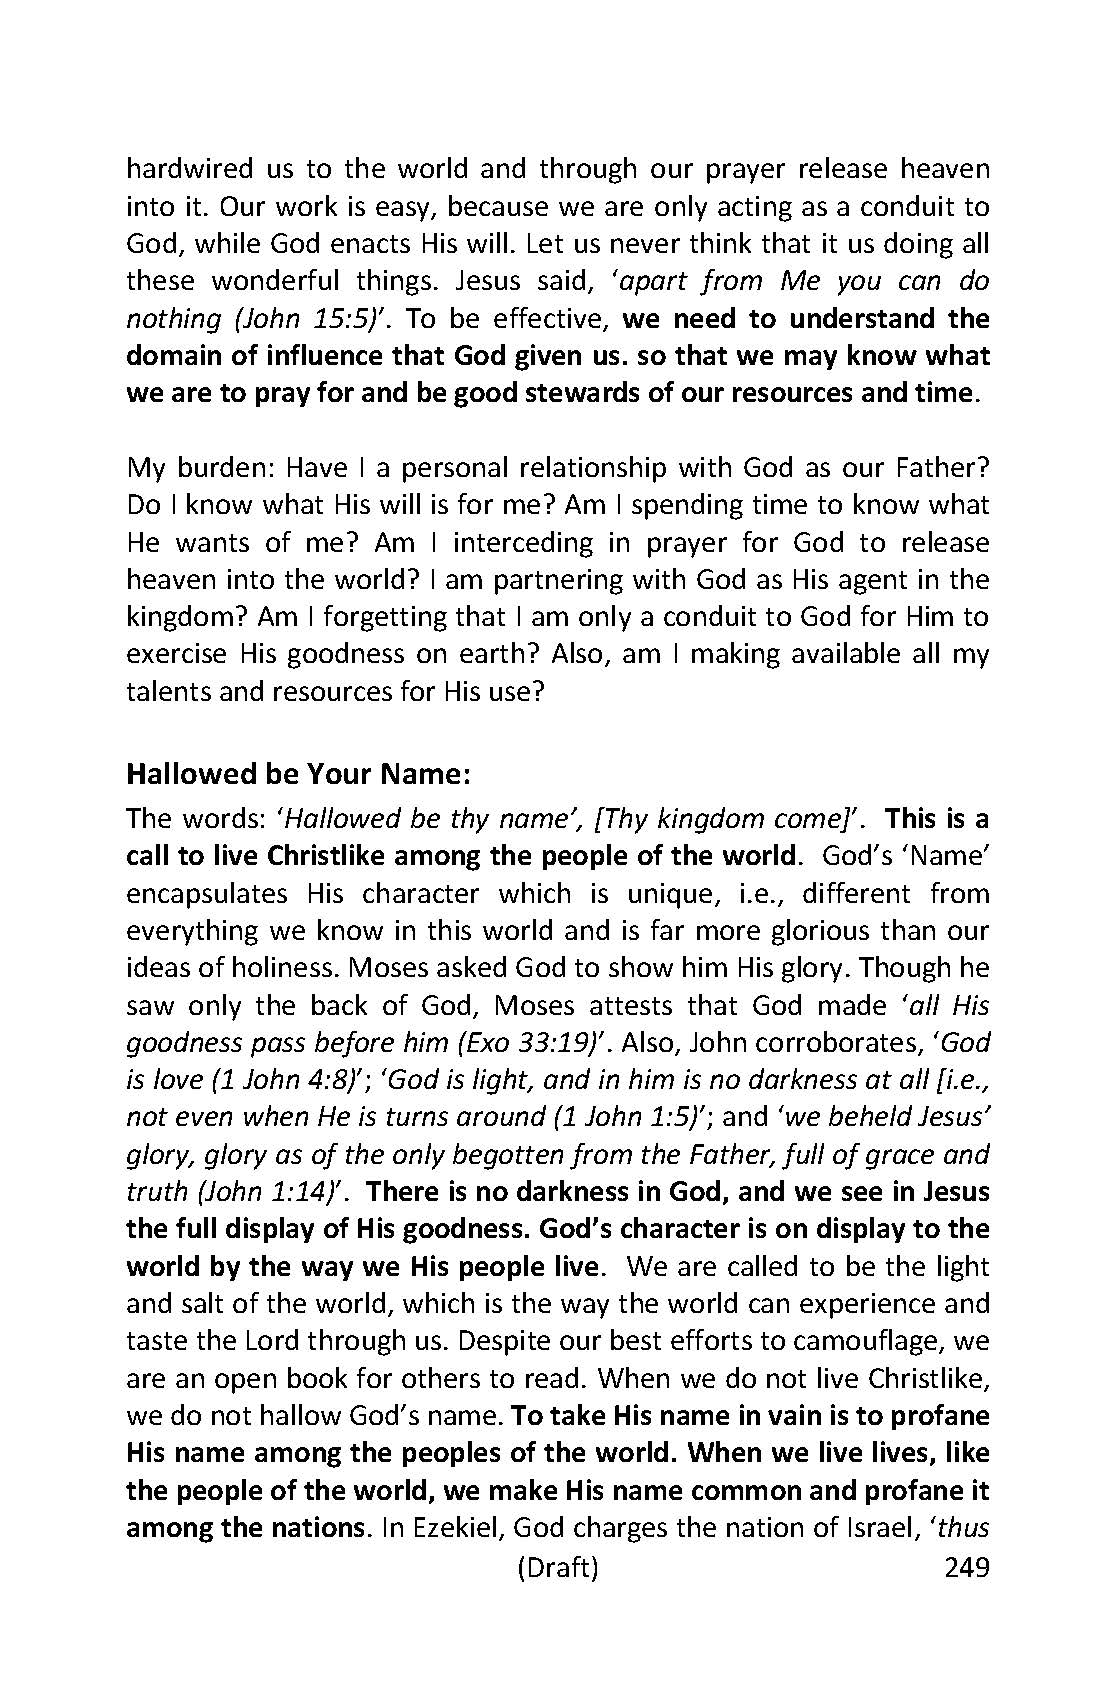 hardwired us to the world and through our prayer release heaven
into it. Our work is easy, because we are only acting as a conduit to
God, while God enacts His will. Let us never think that it us doing all
these wonderful things. Jesus said, ‘apart from Me you can do
nothing (John 15:5)’. To be effective, we need to understand the
domain of influence that God given us. so that we may know what
we are to pray for and be good stewards of our resources and time.

My burden: Have I a personal relationship with God as our Father?
Do I know what His will is for me? Am I spending time to know what
He wants of me? Am I interceding in prayer for God to release
heaven into the world? I am partnering with God as His agent in the
kingdom? Am I forgetting that I am only a conduit to God for Him to
exercise His goodness on earth? Also, am I making available all my
talents and resources for His use?

Hallowed be Your Name:
The words: ‘Hallowed be thy name’, [Thy kingdom come]’. This is a
call to live Christlike among the people of the world. God’s ‘Name’
encapsulates His character which is unique, i.e., different from
everything we know in this world and is far more glorious than our
ideas of holiness. Moses asked God to show him His glory. Though he
saw only the back of God, Moses attests that God made ‘all His
goodness pass before him (Exo 33:19)’. Also, John corroborates, ‘God
is love (1 John 4:8)’; ‘God is light, and in him is no darkness at all [i.e.,
not even when He is turns around (1 John 1:5)’; and ‘we beheld Jesus’
glory, glory as of the only begotten from the Father, full of grace and
truth (John 1:14)’. There is no darkness in God, and we see in Jesus
the full display of His goodness. God’s character is on display to the
world by the way we His people live. We are called to be the light
and salt of the world, which is the way the world can experience and
taste the Lord through us. Despite our best efforts to camouflage, we
are an open book for others to read. When we do not live Christlike,
we do not hallow God’s name. To take His name in vain is to profane
His name among the peoples of the world. When we live lives, like
the people of the world, we make His name common and profane it
among the nations. In Ezekiel, God charges the nation of Israel, ‘thus
(Draft) 249